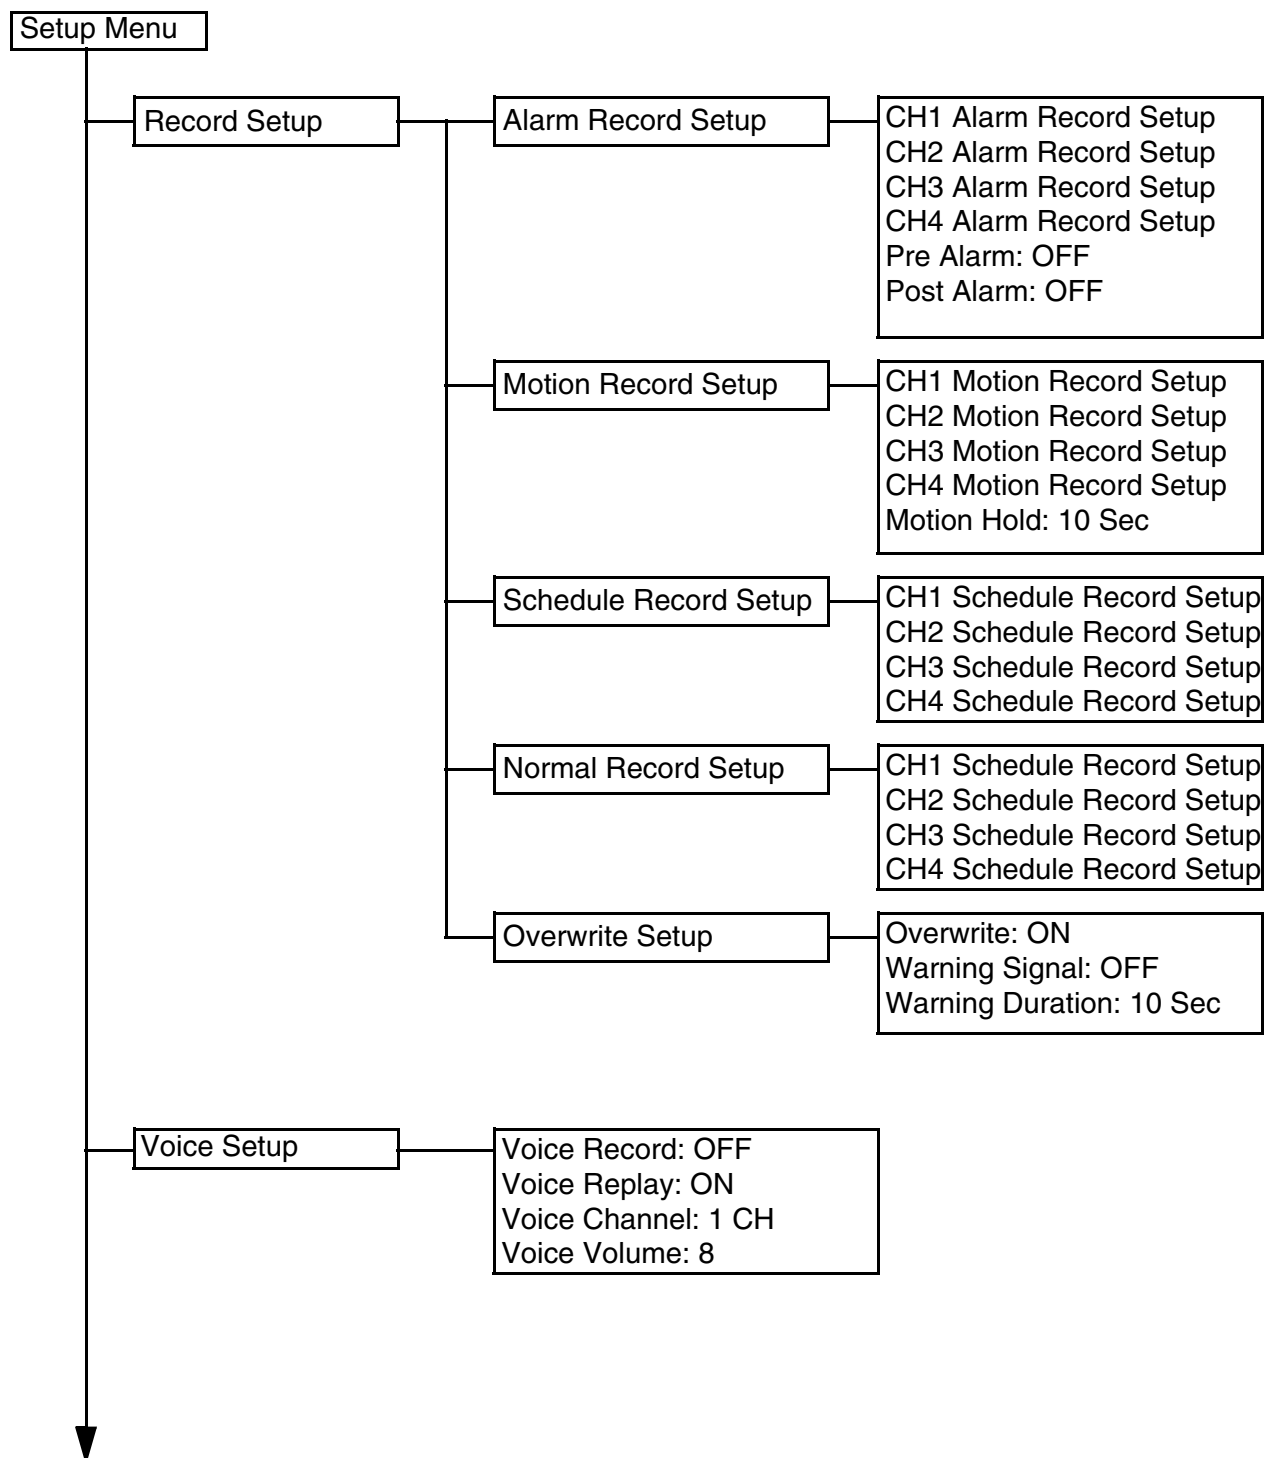 Setup Menu
Record Setup
Alarm Record Setup
CH1 Alarm Record Setup
CH2 Alarm Record Setup
CH3 Alarm Record Setup
CH4 Alarm Record Setup
Pre Alarm: OFF
Post Alarm: OFF
Motion Record Setup
CH1 Motion Record Setup
CH2 Motion Record Setup
CH3 Motion Record Setup
CH4 Motion Record Setup
Motion Hold: 10 Sec
Schedule Record Setup
CH1 Schedule Record Setup
CH2 Schedule Record Setup
CH3 Schedule Record Setup
CH4 Schedule Record Setup
Normal Record Setup
CH1 Schedule Record Setup
CH2 Schedule Record Setup
CH3 Schedule Record Setup
CH4 Schedule Record Setup
Overwrite Setup
Overwrite: ON
Warning Signal: OFF
Warning Duration: 10 Sec
Voice Setup
Voice Record: OFF
Voice Replay: ON
Voice Channel: 1 CH
Voice Volume: 8